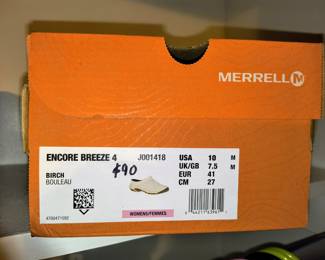 MERRELL M
ENCORE BREEZE 4 J001418
BIRCH
BOULEAU
$90
USA 10 M
UK/GB 7.5 M
EUR 41
CM 27
WOMENS/FEMMES